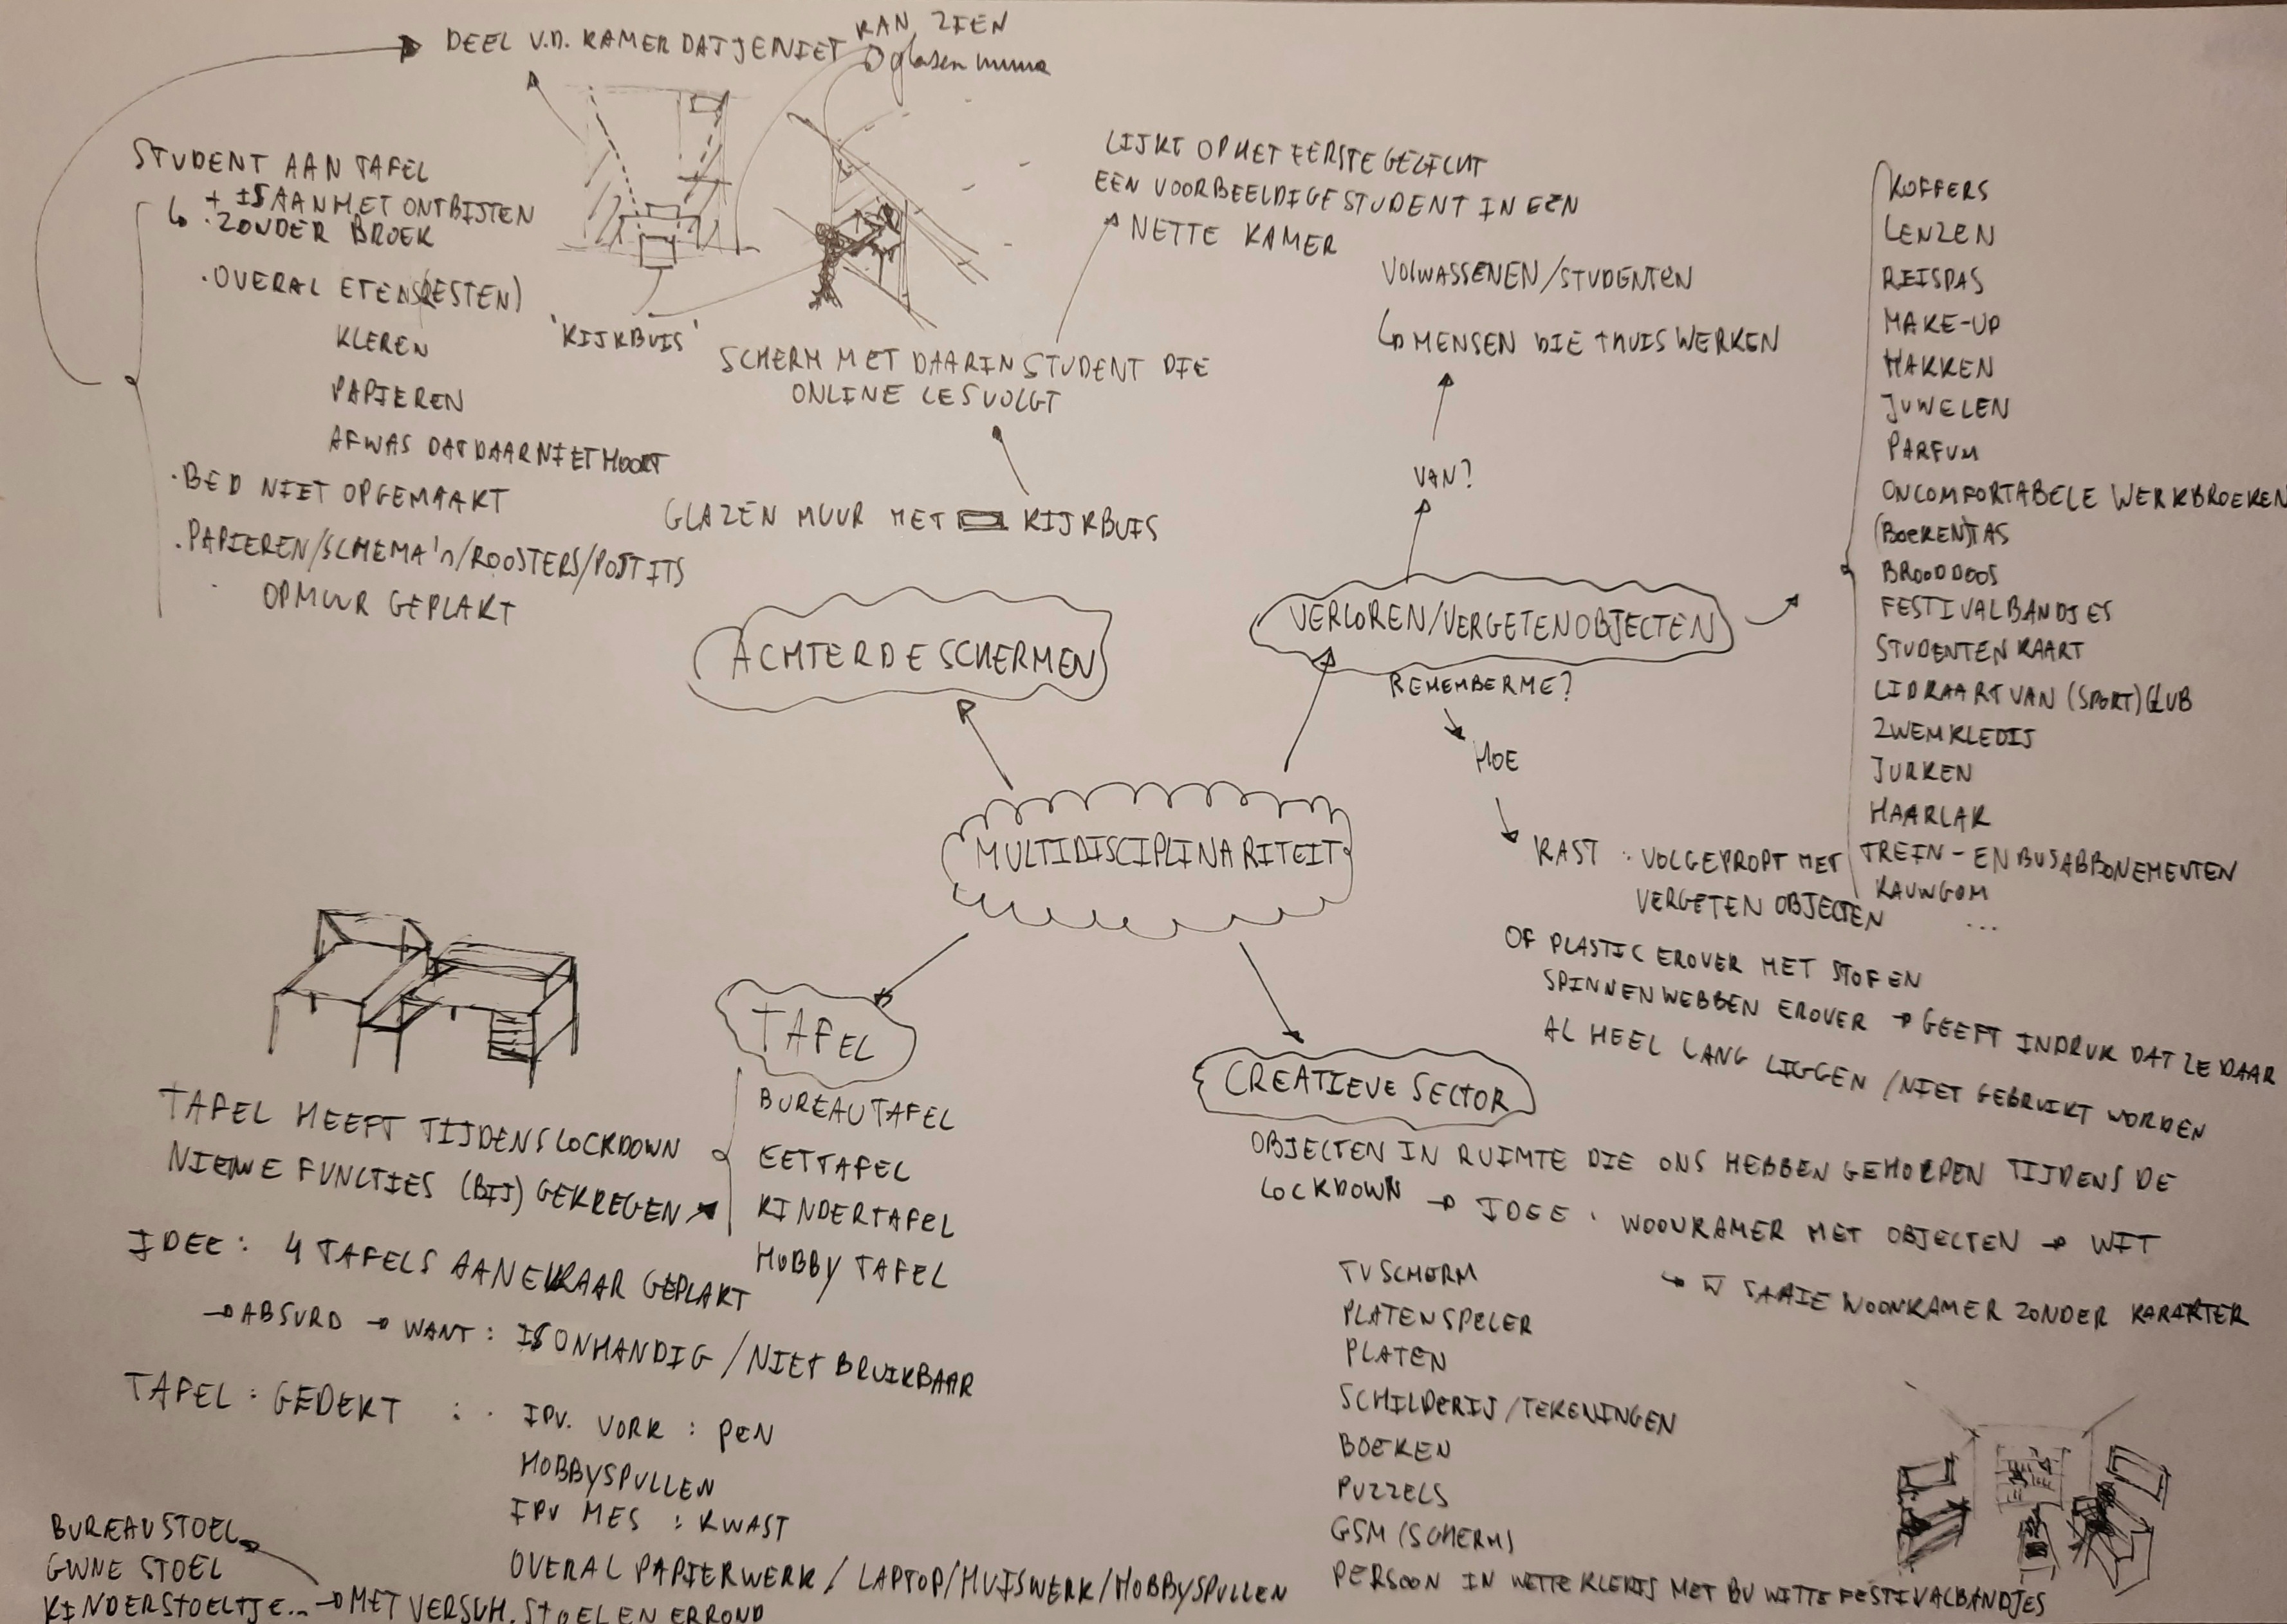 DEEL V.D. KAMER DAT JE NIET KAN ZIEN
glazen muur
STUDENT AAN TAFEL
+ IS AAN HET ONTBIJTEN
· ZONDER BROEK
· OVERAL ETENS(RESTEN)
KLEREN
PAPIEREN
AFWAS DAT DAAR NIET HOORT
· BED NIET OPGEMAAKT
· PAPIEREN/SCHEMA'S/ROOSTERS/POST ITS
OP MUUR GEPLAKT
'KIJKBUIS'
LIJKT OP HET EERSTE GEZICHT
EEN VOORBEELDIGE STUDENT IN EEN
NETTE KAMER
SCHERM MET DAARIN STUDENT DIE
ONLINE LES VOLGT
GLAZEN MUUR MET KIJKBUIS
ACHTER DE SCHERMEN
VOLWASSENEN/STUDENTEN
MENSEN DIE THUIS WERKEN
VAN?
VERLOREN/VERGETEN OBJECTEN
REMEMBER ME?
HOE
KAST : VOLGEPROPT MET
VERGETEN OBJECTEN
OF PLASTIC EROVER MET STOF EN
SPINNENWEBBEN EROVER → GEEFT INDRUK DAT ZE DAAR
AL HEEL LANG LIGGEN / NIET GEBRUIKT WORDEN
KOFFERS
LENZEN
REISPAS
MAKE-UP
HAKKEN
JUWELEN
PARFUM
ONCOMFORTABELE WERKBROEKEN
(BOEKEN)TAS
BROODDOOS
FESTIVALBANDJES
STUDENTENKAART
LIDKAART VAN (SPORT)CLUB
ZWEMKLEDIJ
JURKEN
HAARLAK
TREIN- EN BUSABBONEMENTEN
KAUWGOM
...
MULTIDISCIPLINARITEIT
TAFEL
BUREAUTAFEL
EETTAFEL
KINDERTAFEL
HOBBY TAFEL
TAFEL HEEFT TIJDENS LOCKDOWN
NIEUWE FUNCTIES (BIJ) GEKREGEN
IDEE : 4 TAFELS AAN ELKAAR GEPLAKT
→ ABSURD → WANT : IS ONHANDIG / NIET BRUIKBAAR
TAFEL : GEDEKT : · IPV. VORK : PEN
HOBBYSPULLEN
IPV MES : KWAST
OVERAL PAPIERWERK / LAPTOP/HUISWERK/HOBBYSPULLEN
BUREAUSTOEL
GWNE STOEL
KINDERSTOELTJE... → MET VERSCH. STOELEN ERROND
CREATIEVE SECTOR
OBJECTEN IN RUIMTE DIE ONS HEBBEN GEHOLPEN TIJDENS DE
LOCKDOWN → IDEE : WOONKAMER MET OBJECTEN → WIT
SAAIE WOONKAMER ZONDER KARAKTER
TV SCHERM
PLATENSPELER
PLATEN
SCHILDERIJ/TEKENINGEN
BOEKEN
PUZZELS
GSM (SCHERM)
PERSOON IN WITTE KLEDIJ MET BV WITTE FESTIVALBANDJES